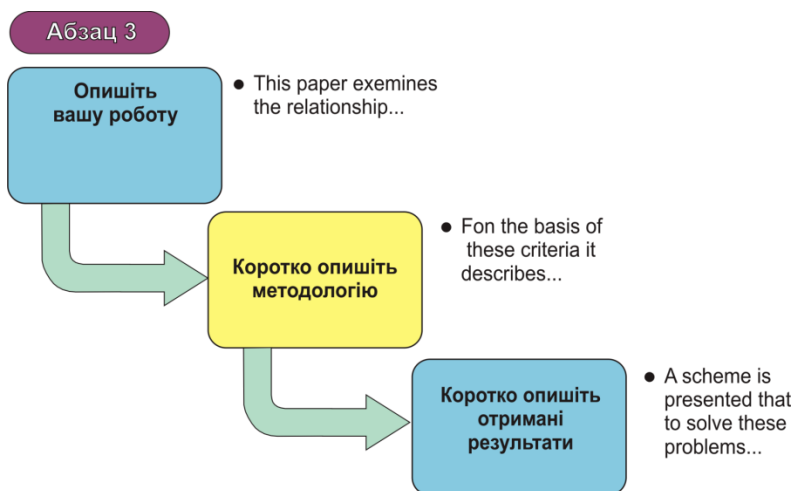 Абзац 3
Опишіть
вашу роботу
● This paper exemines
the relationship...
Коротко опишіть
методологію
● Fon the basis of
these criteria it
describes...
Коротко опишіть
отримані
результати
● A scheme is
presented that
to solve these
problems...